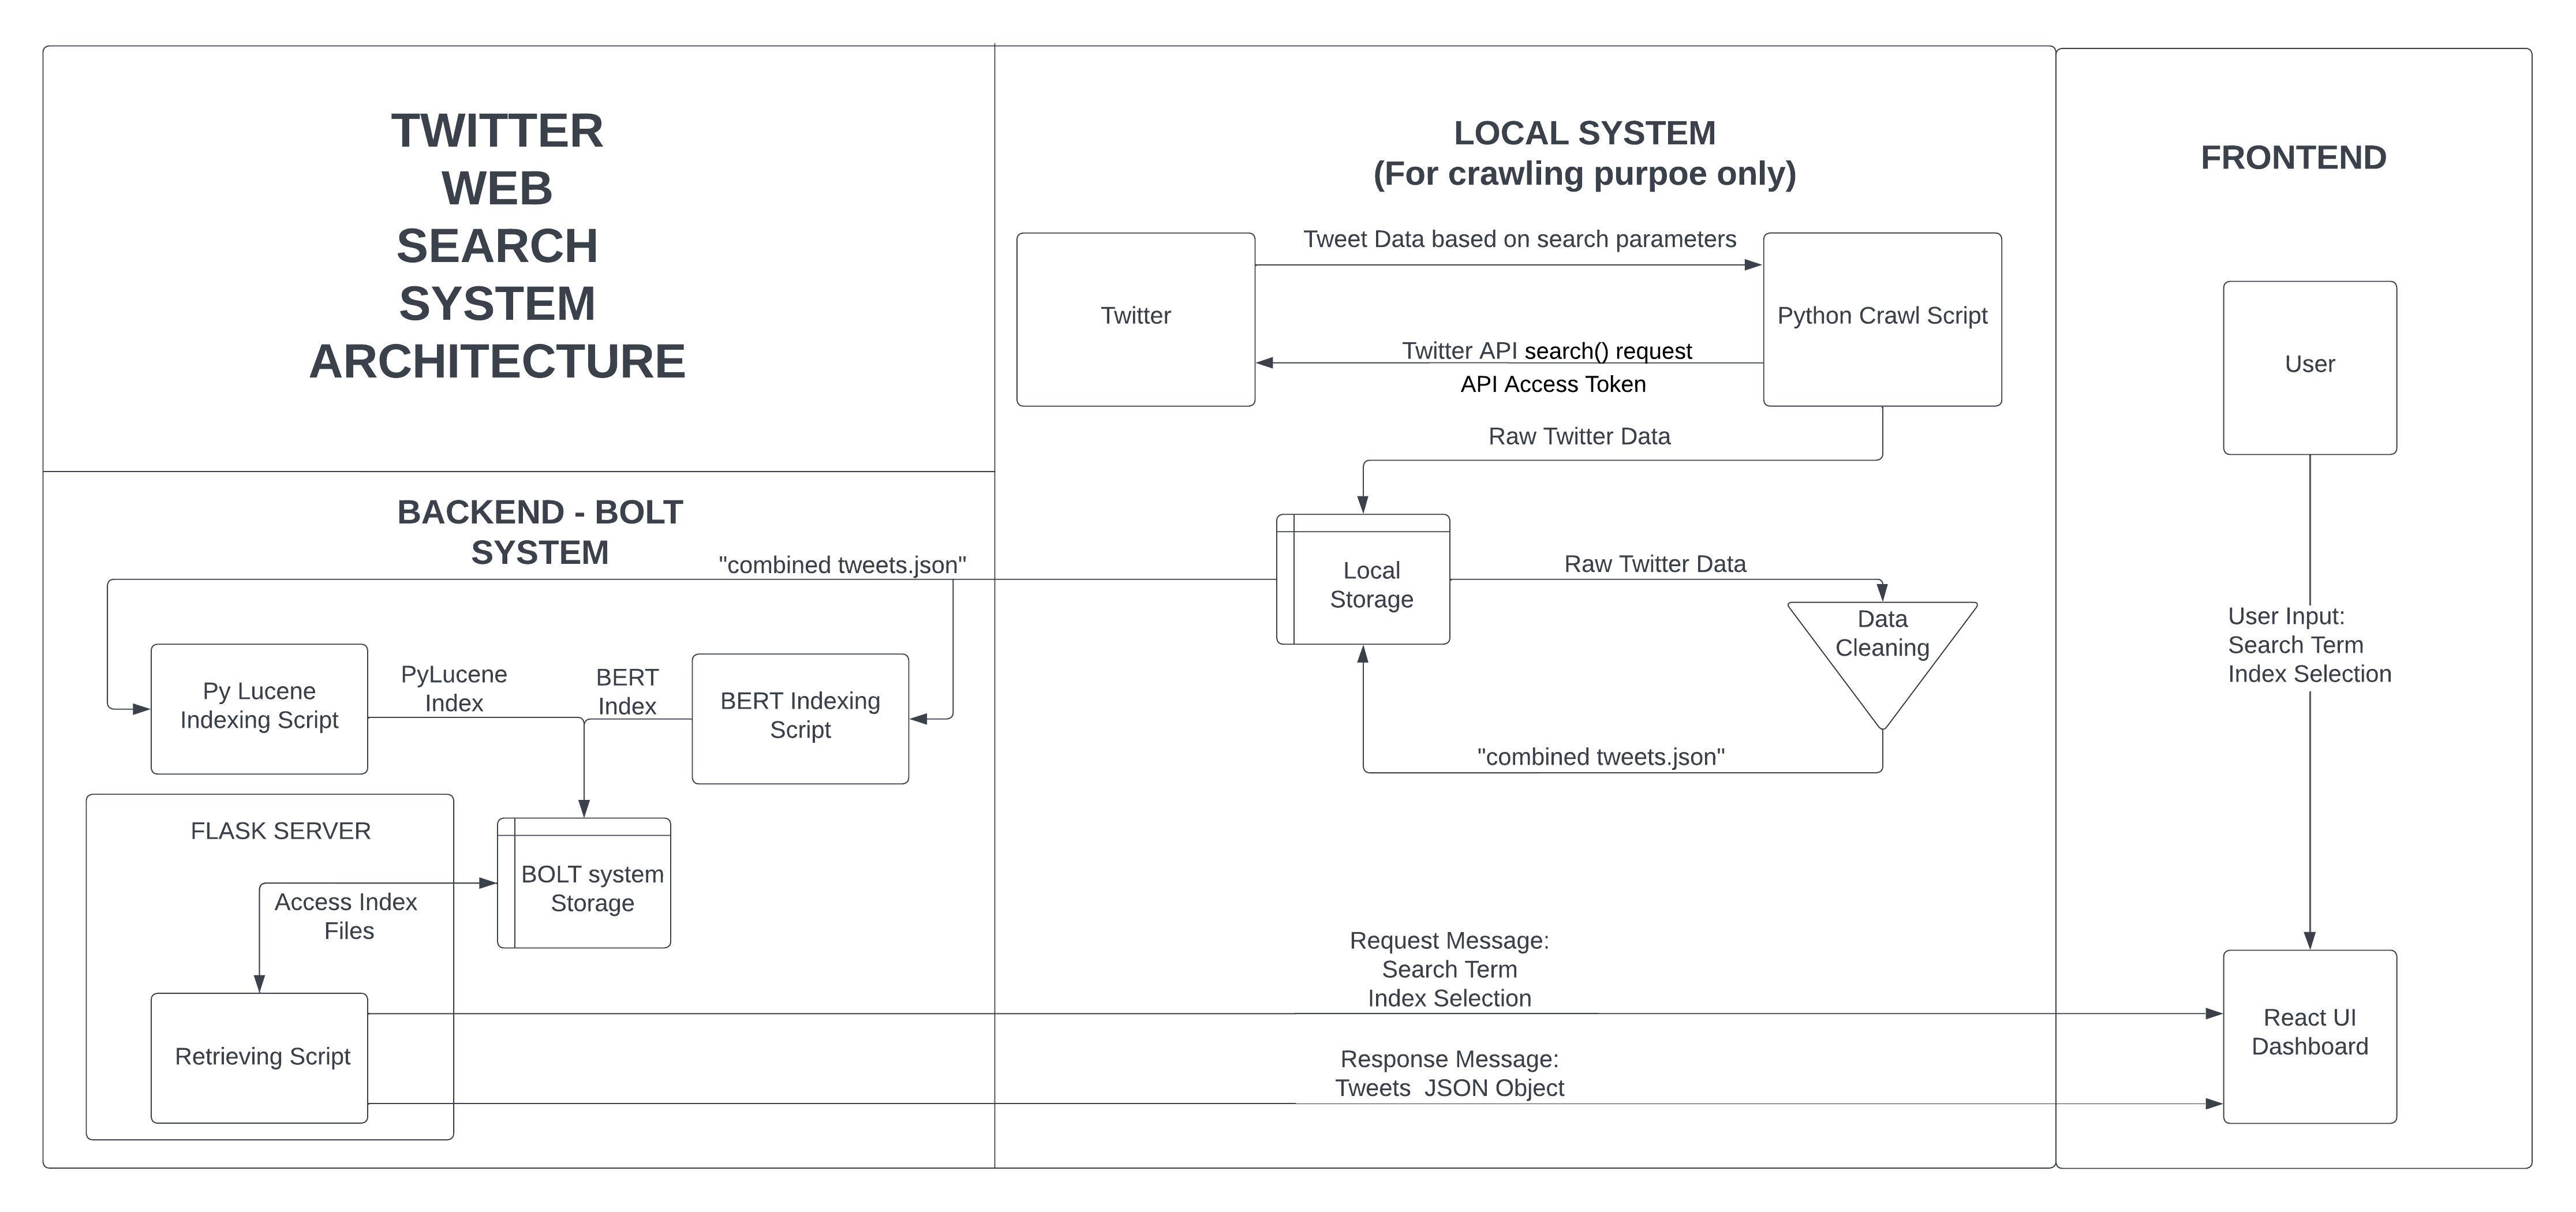 TWITTER
WEB
SEARCH
SYSTEM
ARCHITECTURE
LOCAL SYSTEM
(For crawling purpoe only)
FRONTEND
Tweet Data based on search parameters
Twitter
Python Crawl Script
Twitter API search() request
API Access Token
User
Raw Twitter Data
BACKEND - BOLT
SYSTEM
"combined tweets.json"
Local
Storage
Raw Twitter Data
Data
Cleaning
User Input:
Search Term
Index Selection
Py Lucene
Indexing Script
PyLucene
Index
BERT
Index
BERT Indexing
Script
"combined tweets.json"
FLASK SERVER
BOLT system
Storage
Access Index
Files
Request Message:
Search Term
Index Selection
React UI
Dashboard
Retrieving Script
Response Message:
Tweets  JSON Object